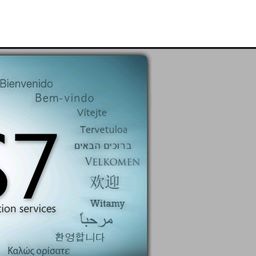 Bienvenido
Bem-vindo
Vítejte
Tervetuloa
ברוכים הבאים
VELKOMEN
欢迎
S7
Witamy
tion services
مرحباً
환영합니다
Καλώς ορίσατε